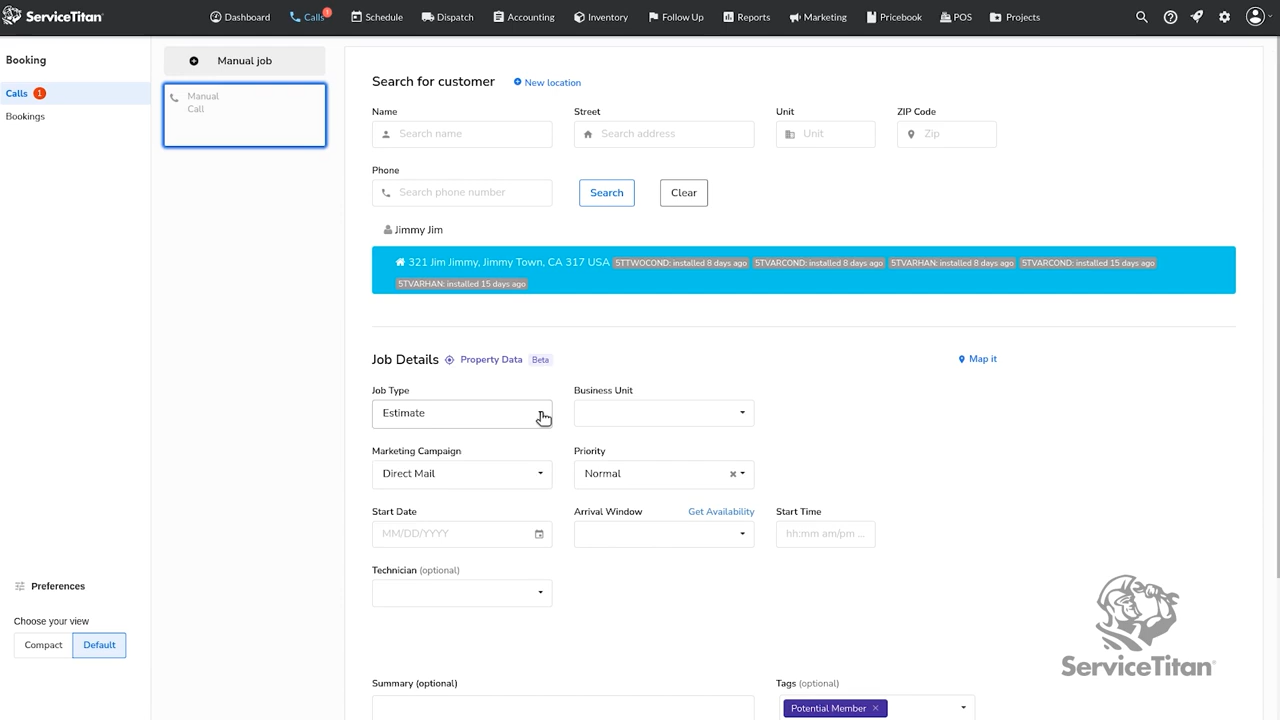 ServiceTitan
Dashboard
Calls
1
Schedule
Dispatch
Accounting
Inventory
Follow Up
Reports
Marketing
Pricebook
POS
Projects
Booking
Calls 1
Bookings
Manual job
Manual
Call
Search for customer
New location
Name
Street
Unit
ZIP Code
Search name
Search address
Unit
Zip
Phone
Search phone number
Search
Clear
Jimmy Jim
321 Jim Jimmy, Jimmy Town, CA 317 USA 5TTWOCOND: installed 8 days ago 5TVARCOND: installed 8 days ago 5TVARHAN: installed 8 days ago 5TVARCOND: installed 15 days ago
5TVARHAN: installed 15 days ago
Job Details
Property Data
Beta
Map it
Job Type
Business Unit
Estimate
Marketing Campaign
Priority
Direct Mail
Normal
Start Date
Arrival Window
Get Availability
Start Time
MM/DD/YYYY
hh:mm am/pm ...
Technician (optional)
Preferences
Choose your view
Compact
Default
Summary (optional)
Tags (optional)
Potential Member
ServiceTitan